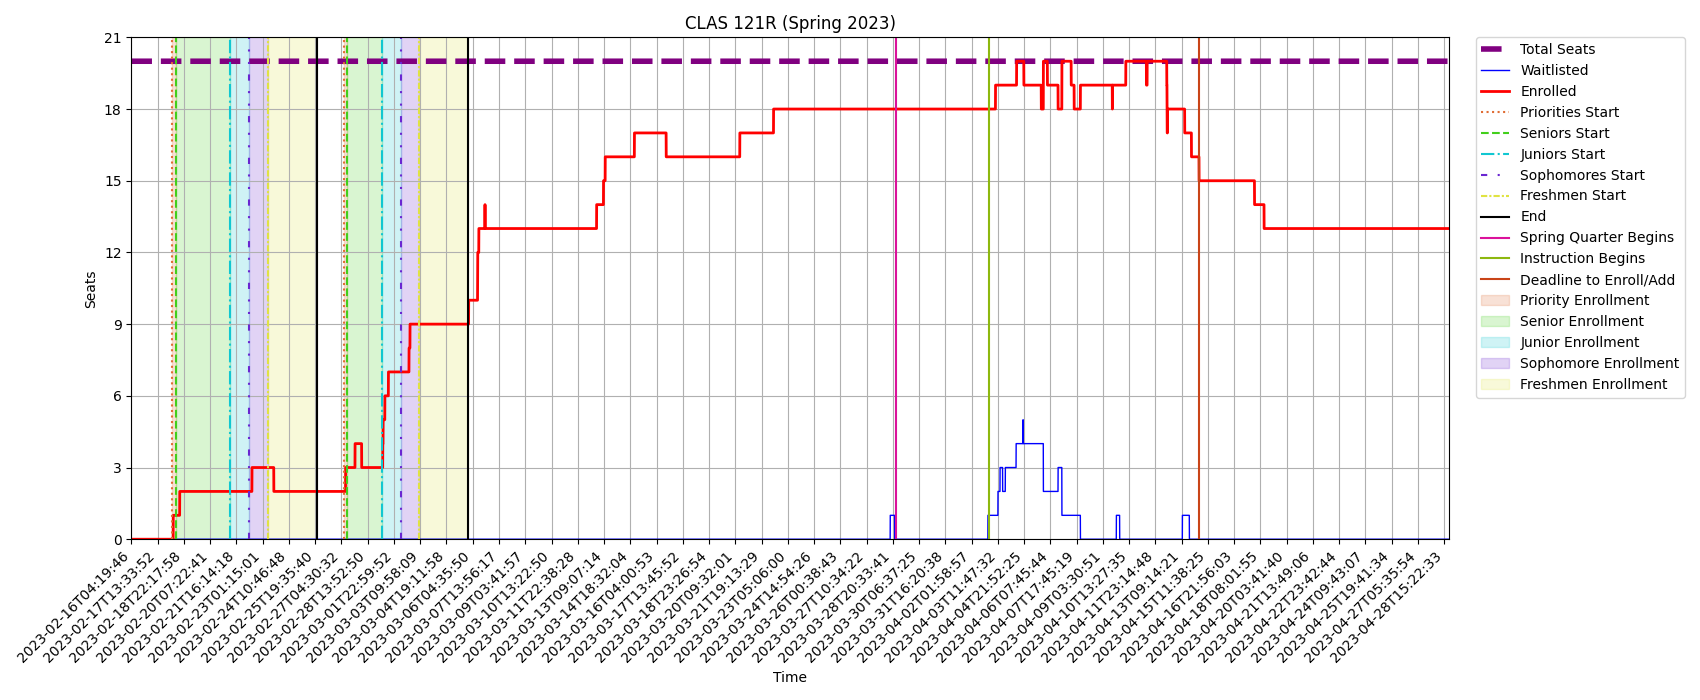 CLAS 121R (Spring 2023)
21
18
15
12
9
6
3
0
Seats
2023-02-16T04:19:46
2023-02-17T13:33:52
2023-02-18T22:17:58
2023-02-20T07:22:41
2023-02-21T16:14:18
2023-02-23T01:15:01
2023-02-24T10:46:48
2023-02-25T19:35:40
2023-02-27T04:30:32
2023-02-28T13:52:50
2023-03-01T22:59:52
2023-03-03T09:58:09
2023-03-04T19:11:58
2023-03-06T04:35:50
2023-03-07T13:56:17
2023-03-09T03:41:57
2023-03-10T13:22:50
2023-03-11T22:38:28
2023-03-13T09:07:14
2023-03-14T18:32:04
2023-03-16T04:00:53
2023-03-17T13:45:52
2023-03-18T23:26:54
2023-03-20T09:32:01
2023-03-21T19:13:29
2023-03-23T05:06:00
2023-03-24T14:54:26
2023-03-26T00:38:43
2023-03-27T10:34:22
2023-03-28T20:33:41
2023-03-30T06:37:25
2023-03-31T16:20:38
2023-04-02T01:58:57
2023-04-03T11:47:32
2023-04-04T21:52:25
2023-04-06T07:45:44
2023-04-07T17:45:19
2023-04-09T03:30:51
2023-04-10T13:27:35
2023-04-11T23:14:48
2023-04-13T09:14:21
2023-04-15T11:38:25
2023-04-16T21:56:03
2023-04-18T08:01:55
2023-04-20T03:41:40
2023-04-21T13:49:06
2023-04-22T23:42:44
2023-04-24T09:43:07
2023-04-25T19:41:34
2023-04-27T05:35:54
2023-04-28T15:22:33
Time
Total Seats
Waitlisted
Enrolled
Priorities Start
Seniors Start
Juniors Start
Sophomores Start
Freshmen Start
End
Spring Quarter Begins
Instruction Begins
Deadline to Enroll/Add
Priority Enrollment
Senior Enrollment
Junior Enrollment
Sophomore Enrollment
Freshmen Enrollment